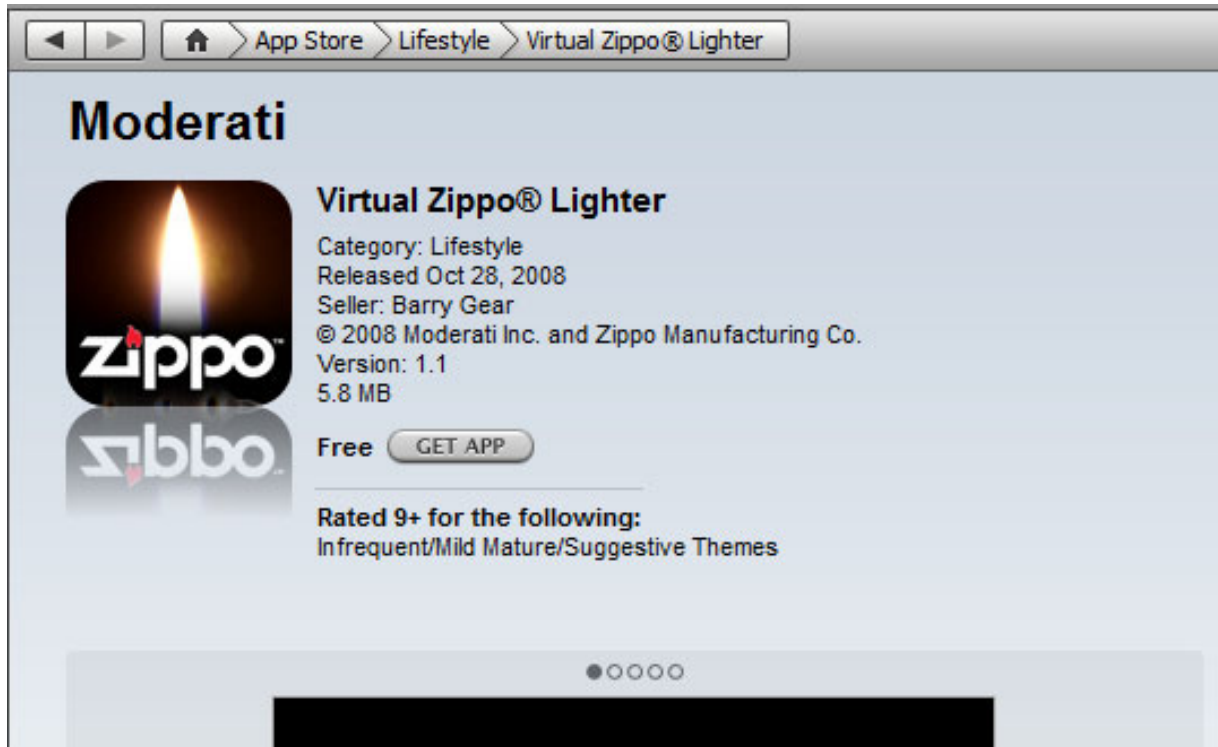 App Store Lifestyle Virtual Zippo® Lighter
Moderati
Virtual Zippo® Lighter
Category: Lifestyle
Released Oct 28, 2008
Seller: Barry Gear
© 2008 Moderati Inc. and Zippo Manufacturing Co.
Version: 1.1
5.8 MB
zippo™
Free GET APP
Rated 9+ for the following:
Infrequent/Mild Mature/Suggestive Themes